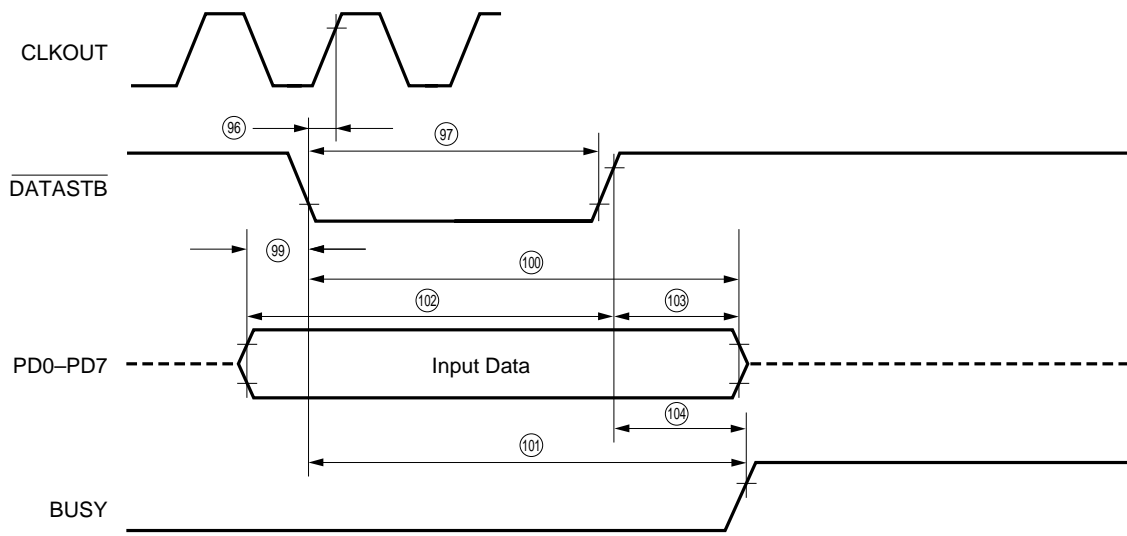 CLKOUT
96
97
DATASTB
99
100
102
103
PD0–PD7
Input Data
104
101
BUSY